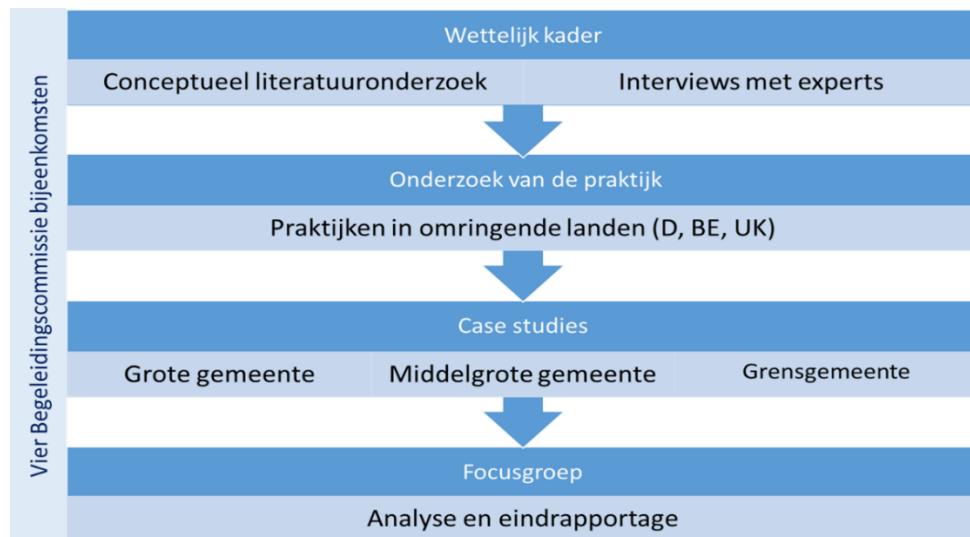 Vier Begeleidingscommissie bijeenkomsten
Wettelijk kader
Conceptueel literatuuronderzoek
Interviews met experts
Onderzoek van de praktijk
Praktijken in omringende landen (D, BE, UK)
Case studies
Grote gemeente
Middelgrote gemeente
Grensgemeente
Focusgroep
Analyse en eindrapportage